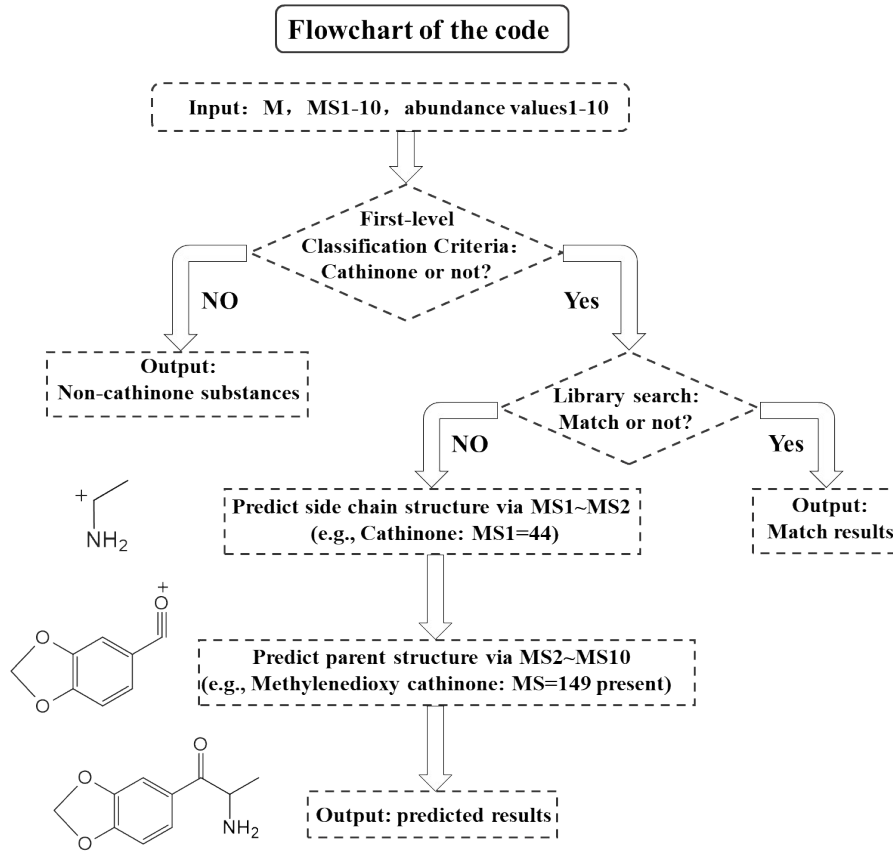 Flowchart of the code
Input: M, MS1-10, abundance values1-10
First-level
Classification Criteria:
Cathinone or not?
NO
Yes
Output:
Non-cathinone substances
Library search:
Match or not?
NO
Yes
Predict side chain structure via MS1~MS2
(e.g., Cathinone: MS1=44)
Output:
Match results
+
NH2
+
O
O
O
Predict parent structure via MS2~MS10
(e.g., Methylenedioxy cathinone: MS=149 present)
O
O
O
NH2
Output: predicted results